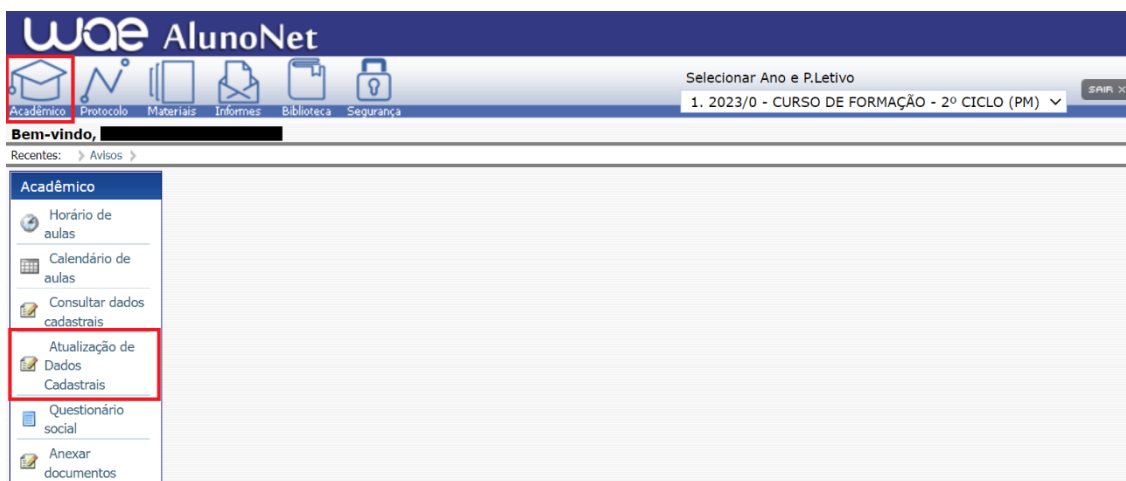 wae AlunoNet
Acadêmico Protocolo Materiais Informes Biblioteca Segurança
Selecionar Ano e P.Letivo
1. 2023/0 - CURSO DE FORMAÇÃO - 2º CICLO (PM)
SAIR X
Bem-vindo,
Recentes: Avisos
Acadêmico
Horário de
aulas
Calendário de
aulas
Consultar dados
cadastrais
Atualização de
Dados
Cadastrais
Questionário
social
Anexar
documentos